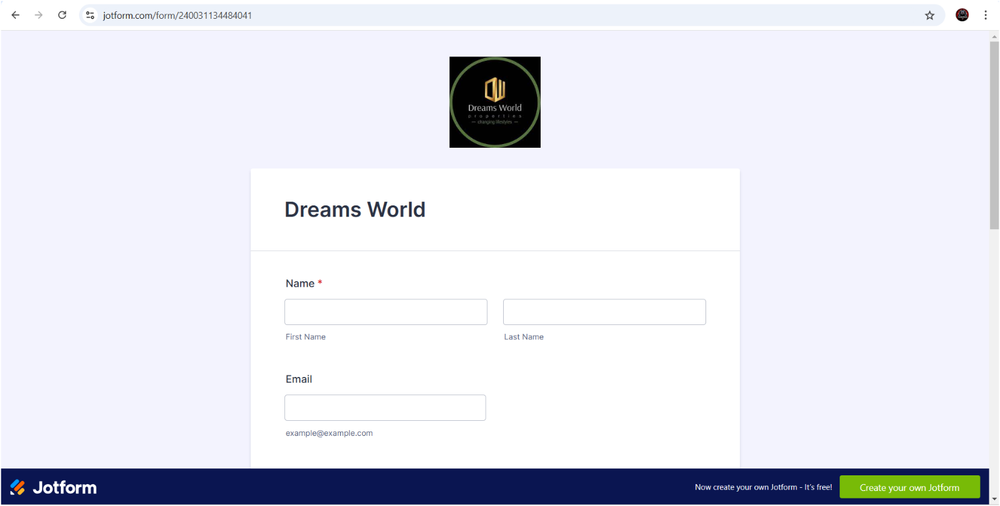 jotform.com/form/240031134484041
Dreams World
properties
— changing lifestyles —
Dreams World
Name *
First Name
Last Name
Email
example@example.com
Jotform
Now create your own Jotform - It's free!
Create your own Jotform